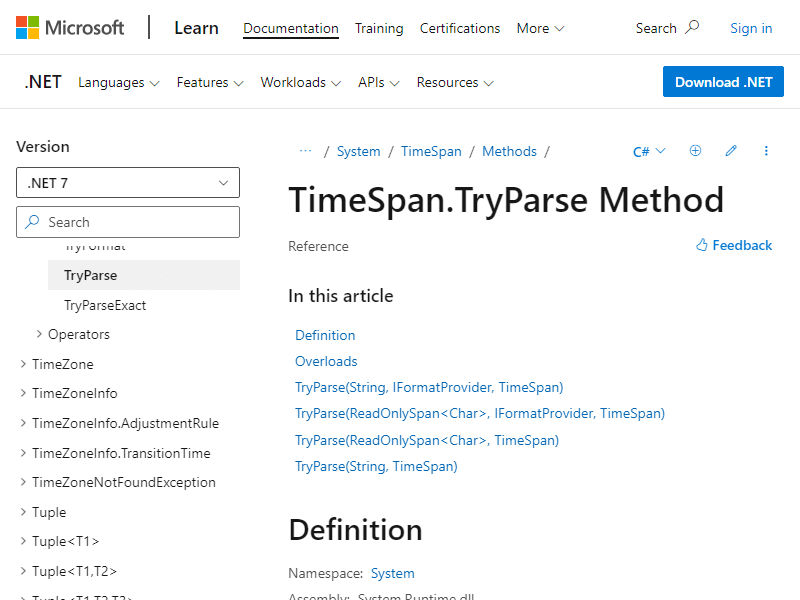 Microsoft Learn Documentation Training Certifications More Search Sign in
.NET Languages Features Workloads APIs Resources Download .NET
Version
.NET 7
Search
TryFormat
TryParse
TryParseExact
Operators
TimeZone
TimeZoneInfo
TimeZoneInfo.AdjustmentRule
TimeZoneInfo.TransitionTime
TimeZoneNotFoundException
Tuple
Tuple<T1>
Tuple<T1,T2>
Tuple<T1,T2,T3>
… / System / TimeSpan / Methods / C#
TimeSpan.TryParse Method
Reference Feedback
In this article
Definition
Overloads
TryParse(String, IFormatProvider, TimeSpan)
TryParse(ReadOnlySpan<Char>, IFormatProvider, TimeSpan)
TryParse(ReadOnlySpan<Char>, TimeSpan)
TryParse(String, TimeSpan)
Definition
Namespace: System
Assembly: System.Runtime.dll